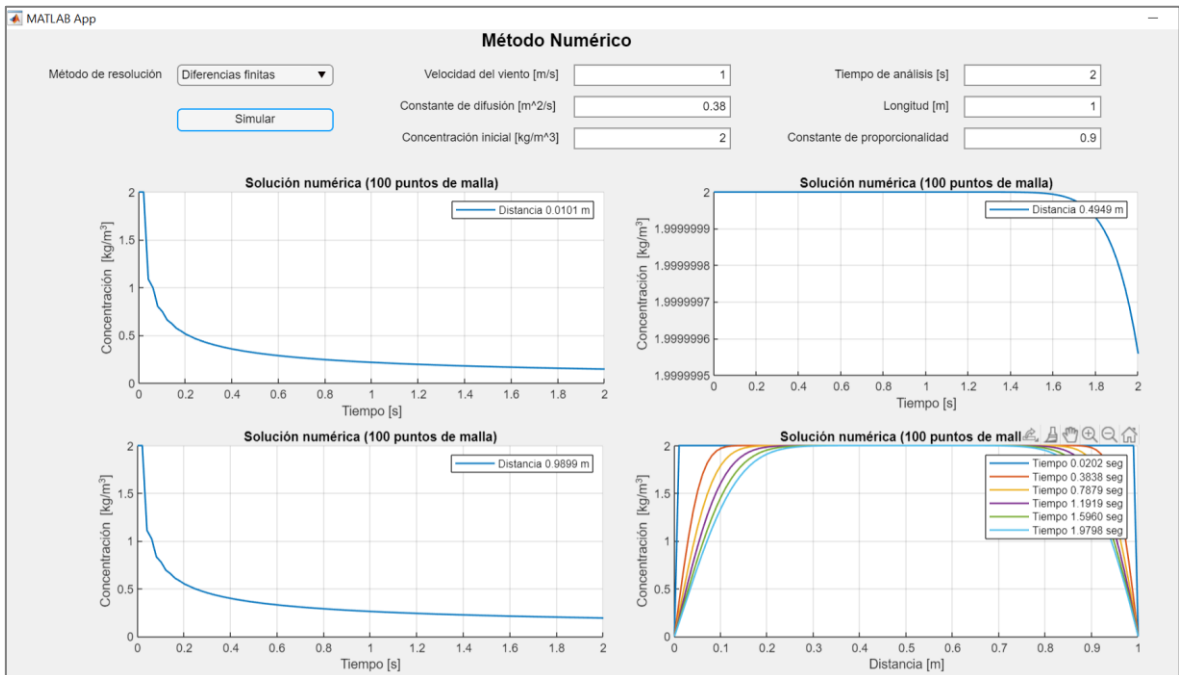 MATLAB App
Método Numérico
Método de resolución
Diferencias finitas
Simular
Velocidad del viento [m/s]
1
Constante de difusión [m^2/s]
0.38
Concentración inicial [kg/m^3]
2
Tiempo de análisis [s]
2
Longitud [m]
1
Constante de proporcionalidad
0.9
Solución numérica (100 puntos de malla)
Distancia 0.0101 m
Concentración [kg/m³]
2
1.5
1
0.5
0
0 0.2 0.4 0.6 0.8 1 1.2 1.4 1.6 1.8 2
Tiempo [s]
Solución numérica (100 puntos de malla)
Distancia 0.4949 m
Concentración [kg/m³]
2
1.9999999
1.9999998
1.9999997
1.9999996
1.9999995
0 0.2 0.4 0.6 0.8 1 1.2 1.4 1.6 1.8 2
Tiempo [s]
Solución numérica (100 puntos de malla)
Distancia 0.9899 m
Concentración [kg/m³]
2
1.5
1
0.5
0
0 0.2 0.4 0.6 0.8 1 1.2 1.4 1.6 1.8 2
Tiempo [s]
Solución numérica (100 puntos de mall
Tiempo 0.0202 seg
Tiempo 0.3838 seg
Tiempo 0.7879 seg
Tiempo 1.1919 seg
Tiempo 1.5960 seg
Tiempo 1.9798 seg
Concentración [kg/m³]
2
1.5
1
0.5
0
0 0.1 0.2 0.3 0.4 0.5 0.6 0.7 0.8 0.9 1
Distancia [m]